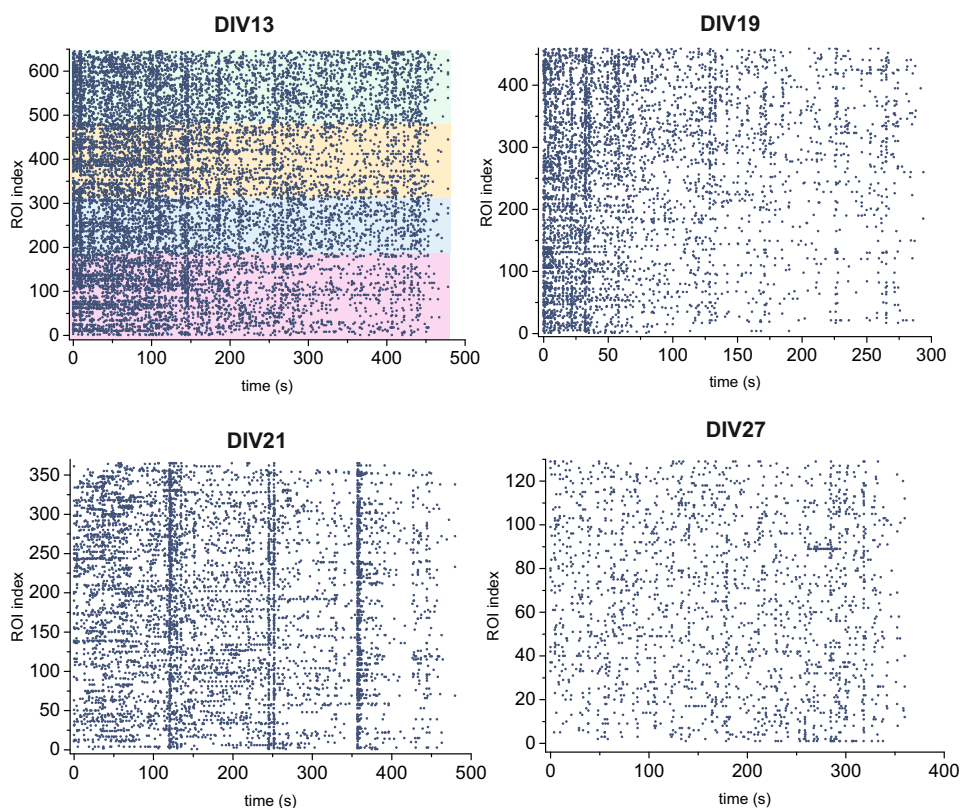 DIV13
ROI index
600
500
400
300
200
100
0
0 100 200 300 400 500
time (s)
DIV19
ROI index
400
300
200
100
0
0 50 100 150 200 250 300
time (s)
DIV21
ROI index
350
300
250
200
150
100
50
0
0 100 200 300 400 500
time (s)
DIV27
ROI index
120
100
80
60
40
20
0
0 100 200 300 400
time (s)